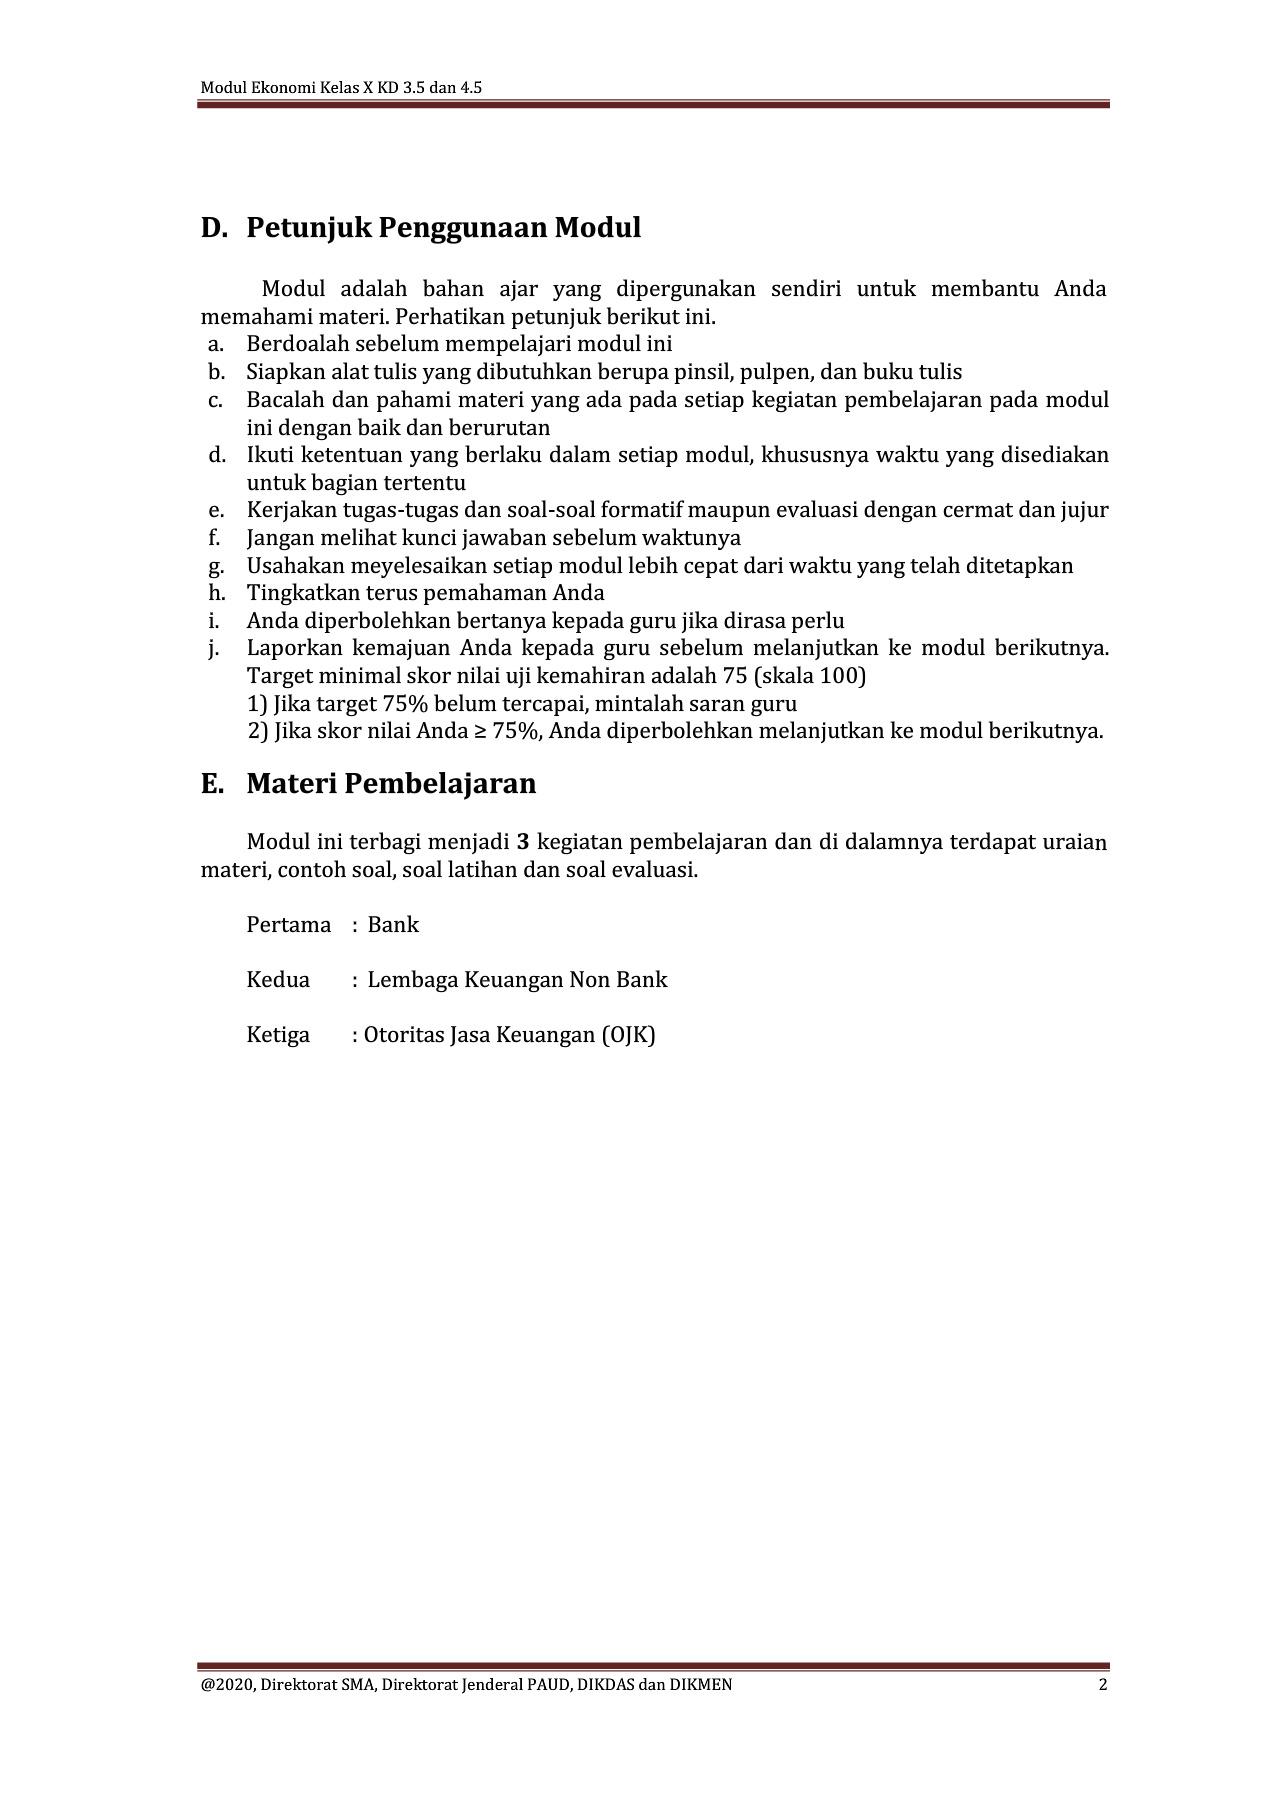 Modul Ekonomi Kelas X KD 3.5 dan 4.5
D. Petunjuk Penggunaan Modul
Modul adalah bahan ajar yang dipergunakan sendiri untuk membantu Anda
memahami materi. Perhatikan petunjuk berikut ini.
a. Berdoalah sebelum mempelajari modul ini
b. Siapkan alat tulis yang dibutuhkan berupa pinsil, pulpen, dan buku tulis
c. Bacalah dan pahami materi yang ada pada setiap kegiatan pembelajaran pada modul
ini dengan baik dan berurutan
d. Ikuti ketentuan yang berlaku dalam setiap modul, khususnya waktu yang disediakan
untuk bagian tertentu
e. Kerjakan tugas-tugas dan soal-soal formatif maupun evaluasi dengan cermat dan jujur
f. Jangan melihat kunci jawaban sebelum waktunya
g. Usahakan meyelesaikan setiap modul lebih cepat dari waktu yang telah ditetapkan
h. Tingkatkan terus pemahaman Anda
i. Anda diperbolehkan bertanya kepada guru jika dirasa perlu
j. Laporkan kemajuan Anda kepada guru sebelum melanjutkan ke modul berikutnya.
Target minimal skor nilai uji kemahiran adalah 75 (skala 100)
1) Jika target 75% belum tercapai, mintalah saran guru
2) Jika skor nilai Anda ≥ 75%, Anda diperbolehkan melanjutkan ke modul berikutnya.
E. Materi Pembelajaran
Modul ini terbagi menjadi 3 kegiatan pembelajaran dan di dalamnya terdapat uraian
materi, contoh soal, soal latihan dan soal evaluasi.
Pertama : Bank
Kedua : Lembaga Keuangan Non Bank
Ketiga : Otoritas Jasa Keuangan (OJK)
@2020, Direktorat SMA, Direktorat Jenderal PAUD, DIKDAS dan DIKMEN 2